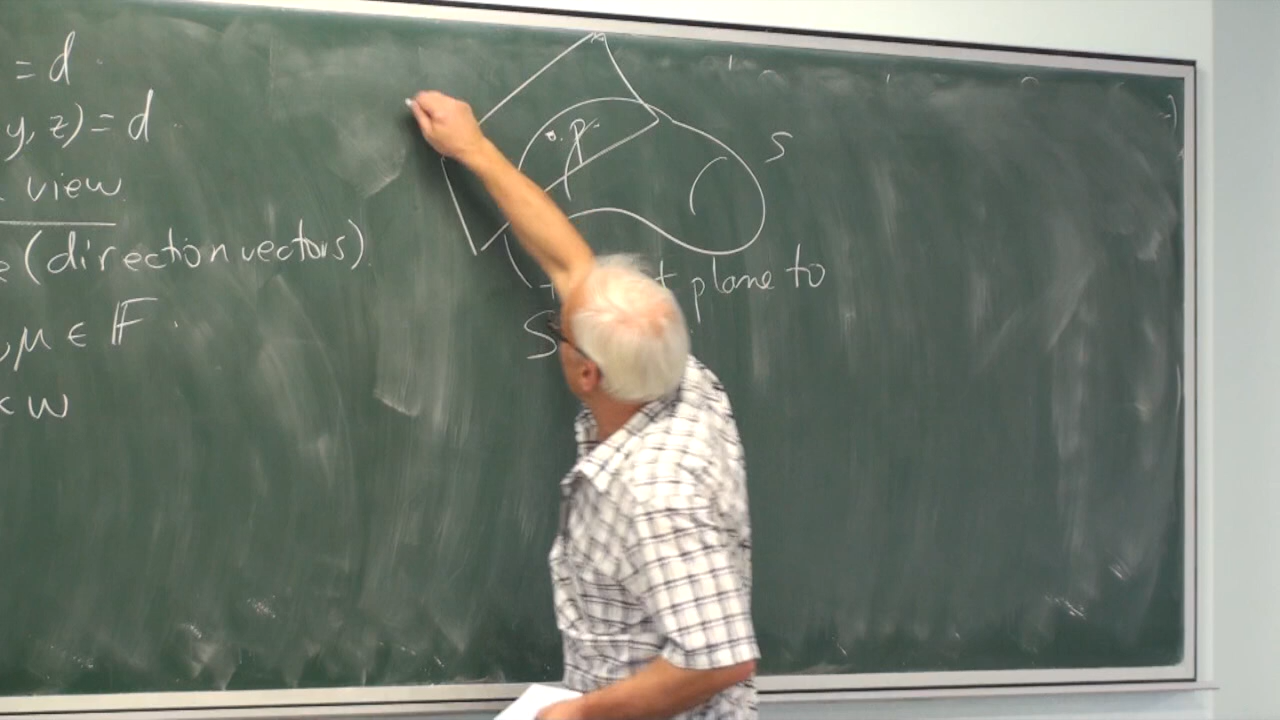 = d
y, z) = d
view
(direction vectors).
, μ ∈ F.
× w
p
S
plane to
S